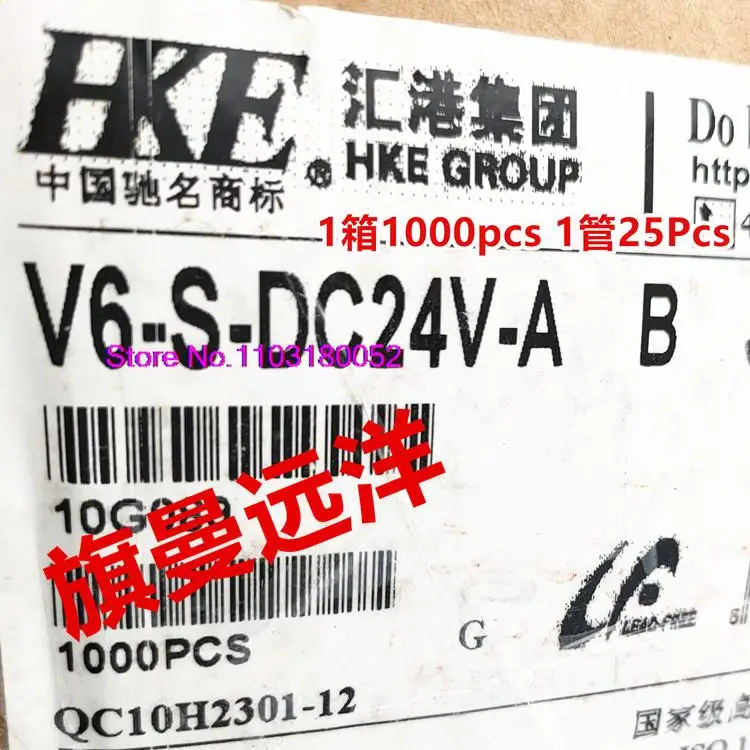 HKE
®
汇港集团
HKE GROUP
中国驰名商标
Do
http
1箱1000pcs 1管25Pcs
V6-S-DC24V-A B
Store No.1103180052
旗曼远洋
1000PCS
G
LEAD-FREE
QC10H2301-12
国家级高